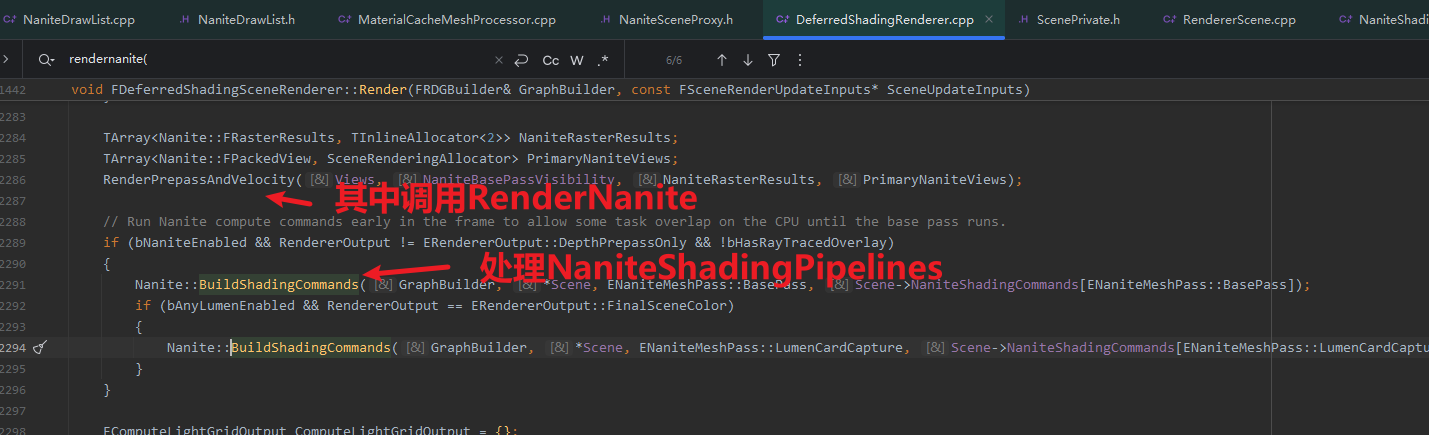 NaniteDrawList.cpp NaniteDrawList.h MaterialCacheMeshProcessor.cpp NaniteSceneProxy.h DeferredShadingRenderer.cpp ScenePrivate.h RendererScene.cpp NaniteShadi
rendernanite( Cc W .* 6/6
1442 void FDeferredShadingSceneRenderer::Render(FRDGBuilder& GraphBuilder, const FSceneRenderUpdateInputs* SceneUpdateInputs)
2283
2284 TArray<Nanite::FRasterResults, TInlineAllocator<2>> NaniteRasterResults;
2285 TArray<Nanite::FPackedView, SceneRenderingAllocator> PrimaryNaniteViews;
2286 RenderPrepassAndVelocity([&] Views, [&] NaniteBasePassVisibility, [&] NaniteRasterResults, [&] PrimaryNaniteViews);
其中调用RenderNanite
2287
2288 // Run Nanite compute commands early in the frame to allow some task overlap on the CPU until the base pass runs.
2289 if (bNaniteEnabled && RendererOutput != ERendererOutput::DepthPrepassOnly && !bHasRayTracedOverlay)
2290 {
处理NaniteShadingPipelines
2291 Nanite::BuildShadingCommands([&] GraphBuilder, [&] *Scene, ENaniteMeshPass::BasePass, [&] Scene->NaniteShadingCommands[ENaniteMeshPass::BasePass]);
2292 if (bAnyLumenEnabled && RendererOutput == ERendererOutput::FinalSceneColor)
2293 {
2294 Nanite::BuildShadingCommands([&] GraphBuilder, [&] *Scene, ENaniteMeshPass::LumenCardCapture, [&] Scene->NaniteShadingCommands[ENaniteMeshPass::LumenCardCaptu
2295 }
2296 }
2297
2298 FComputeLightGridOutput ComputeLightGridOutput = {};